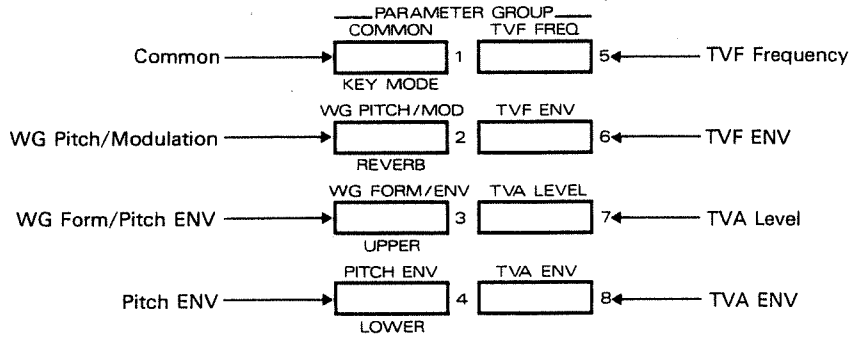 PARAMETER GROUP
COMMON TVF FREQ
Common 1 5 TVF Frequency
KEY MODE
WG PITCH/MOD TVF ENV
WG Pitch/Modulation 2 6 TVF ENV
REVERB
WG FORM/ENV TVA LEVEL
WG Form/Pitch ENV 3 7 TVA Level
UPPER
PITCH ENV TVA ENV
Pitch ENV 4 8 TVA ENV
LOWER